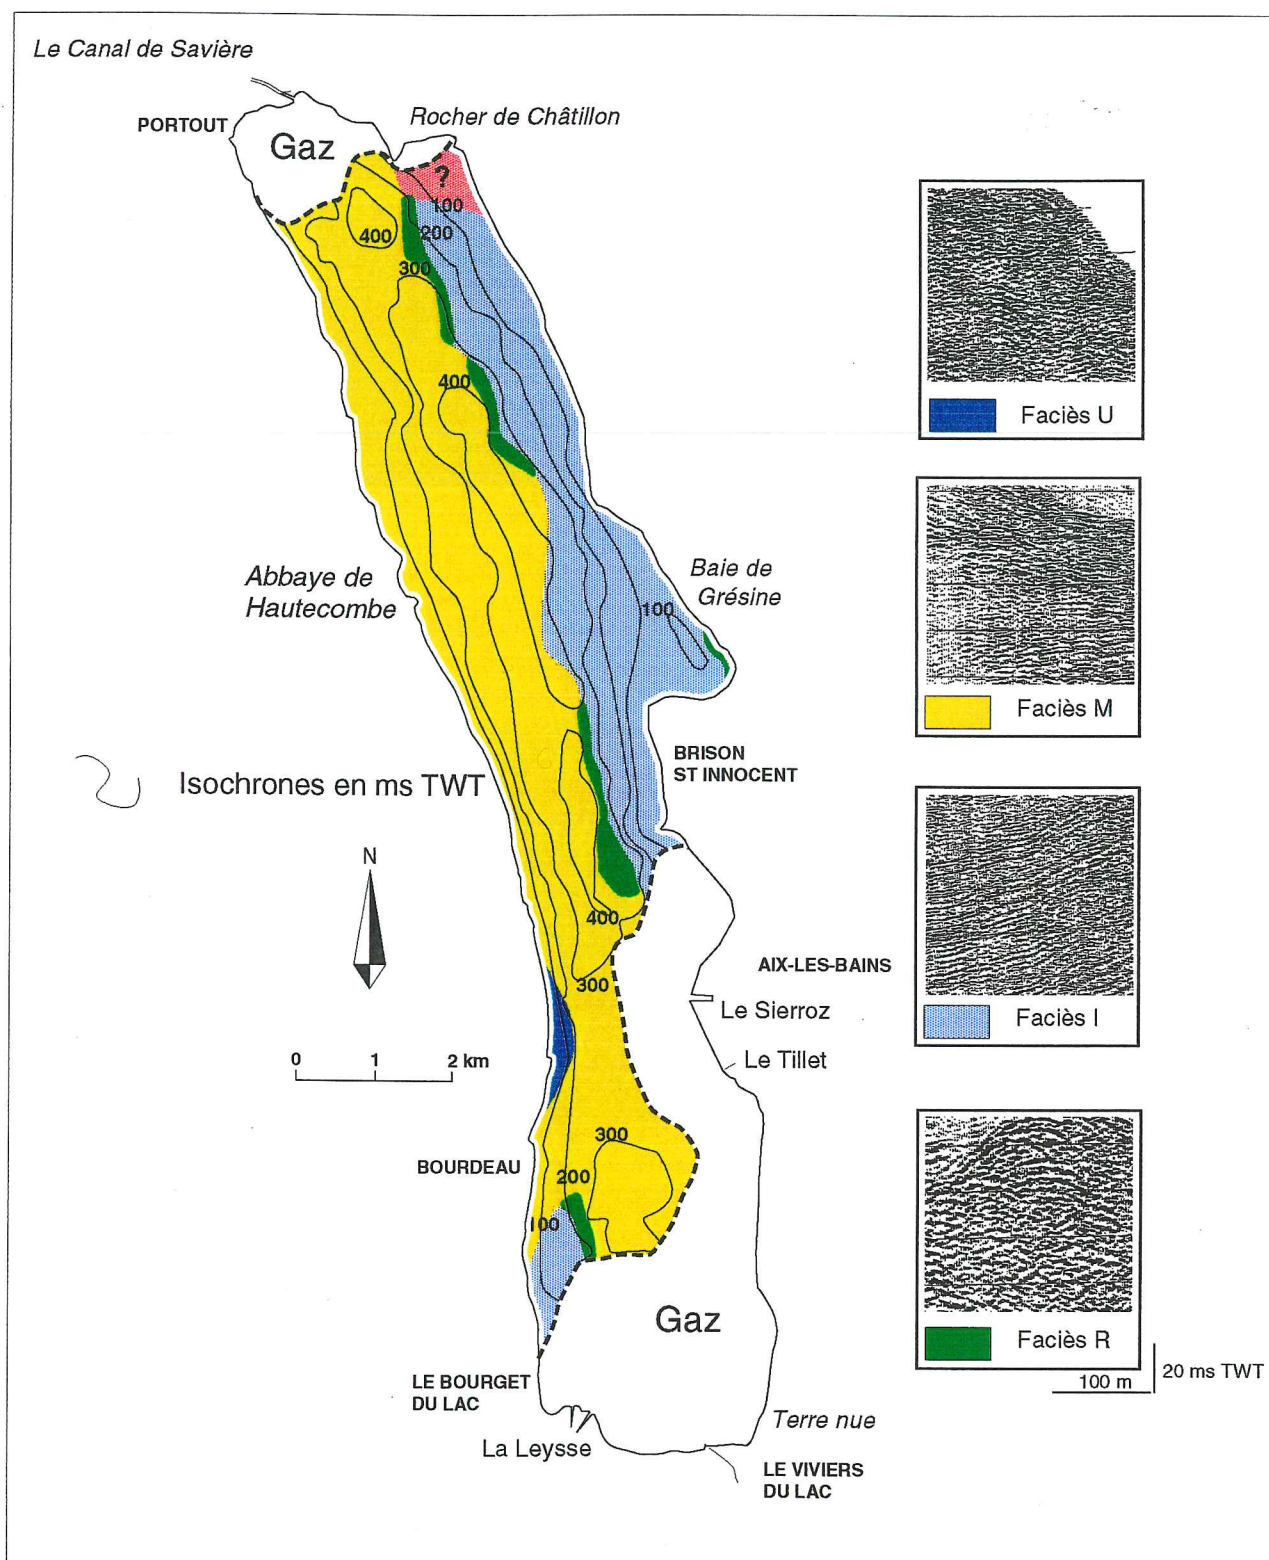 Le Canal de Savière
PORTOUT
Gaz
Rocher de Châtillon
?
100
200
400
300
400
Abbaye de
Hautecombe
Baie de
Grésine
100
BRISON
ST INNOCENT
Isochrones en ms TWT
N
400
300
AIX-LES-BAINS
Le Sierroz
Le Tillet
0 1 2 km
300
BOURDEAU
200
100
Gaz
LE BOURGET
DU LAC
La Leysse
Terre nue
LE VIVIERS
DU LAC
Faciès U
Faciès M
Faciès I
Faciès R
100 m
20 ms TWT